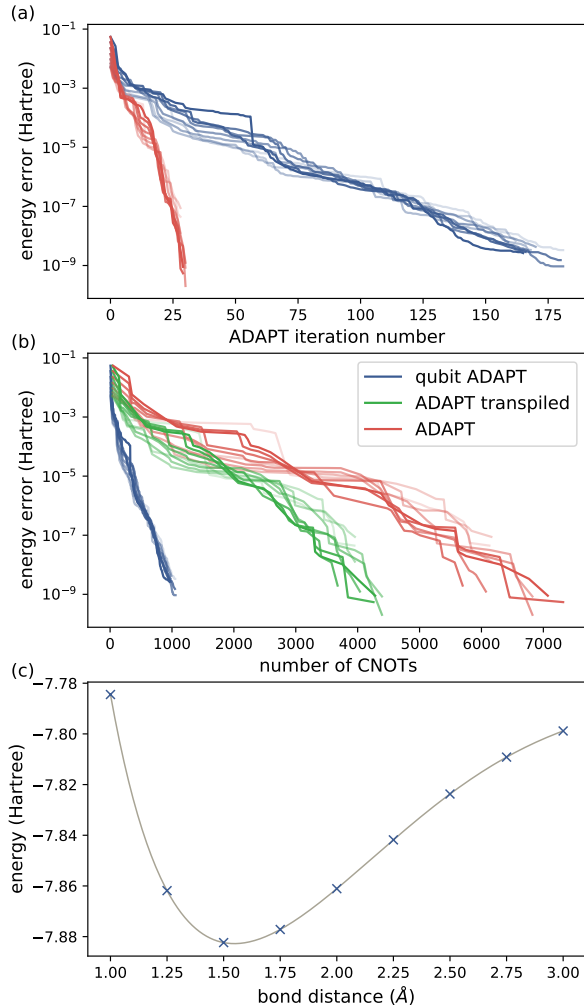 (a)
energy error (Hartree)
10⁻¹
10⁻³
10⁻⁵
10⁻⁷
10⁻⁹
0 25 50 75 100 125 150 175
ADAPT iteration number
(b)
energy error (Hartree)
10⁻¹
10⁻³
10⁻⁵
10⁻⁷
10⁻⁹
qubit ADAPT
ADAPT transpiled
ADAPT
0 1000 2000 3000 4000 5000 6000 7000
number of CNOTs
(c)
energy (Hartree)
−7.78
−7.80
−7.82
−7.84
−7.86
−7.88
1.00 1.25 1.50 1.75 2.00 2.25 2.50 2.75 3.00
bond distance (Å)